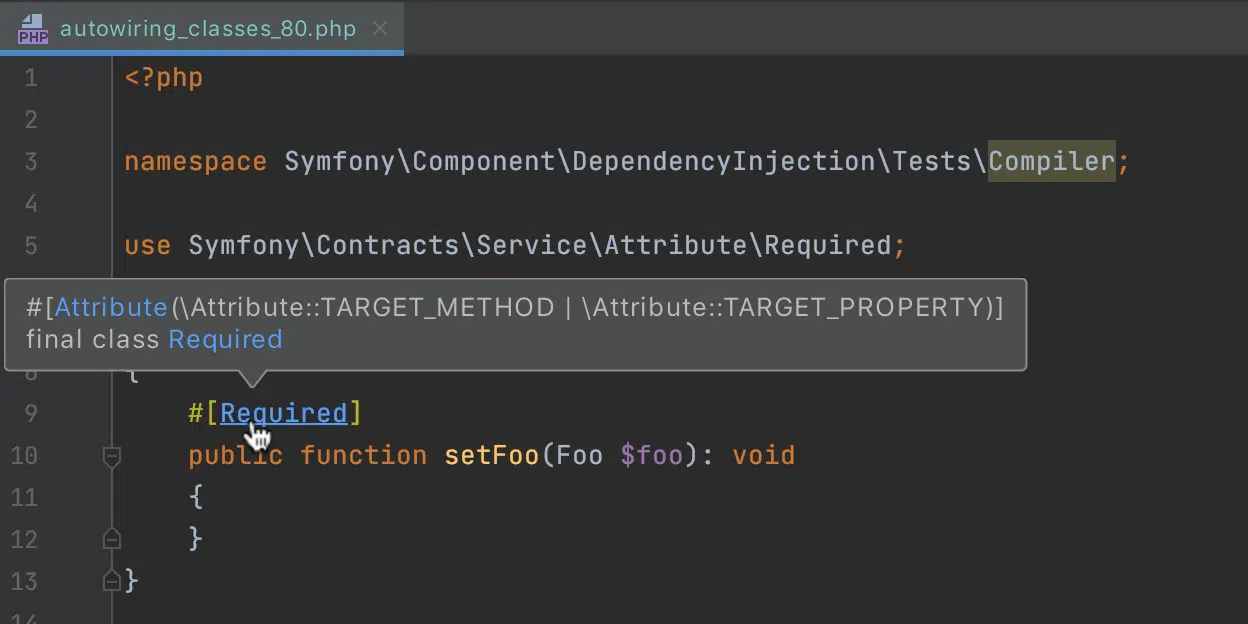 PHP autowiring_classes_80.php
1 <?php
2
3 namespace Symfony\Component\DependencyInjection\Tests\Compiler;
4
5 use Symfony\Contracts\Service\Attribute\Required;
#[Attribute(\Attribute::TARGET_METHOD | \Attribute::TARGET_PROPERTY)]
final class Required
8 {
9 #[Required]
10 public function setFoo(Foo $foo): void
11 {
12 }
13 }
14